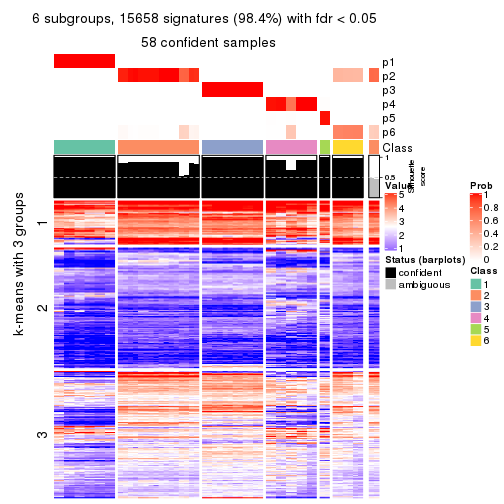 6 subgroups, 15658 signatures (98.4%) with fdr < 0.05
58 confident samples
p1
p2
p3
p4
p5
p6
Class
1
0.5
Silhouette
score
k-means with 3 groups
1
2
3
Value
5
4
3
2
1
Status (barplots)
confident
ambiguous
Prob
1
0.8
0.6
0.4
0.2
0
Class
1
2
3
4
5
6